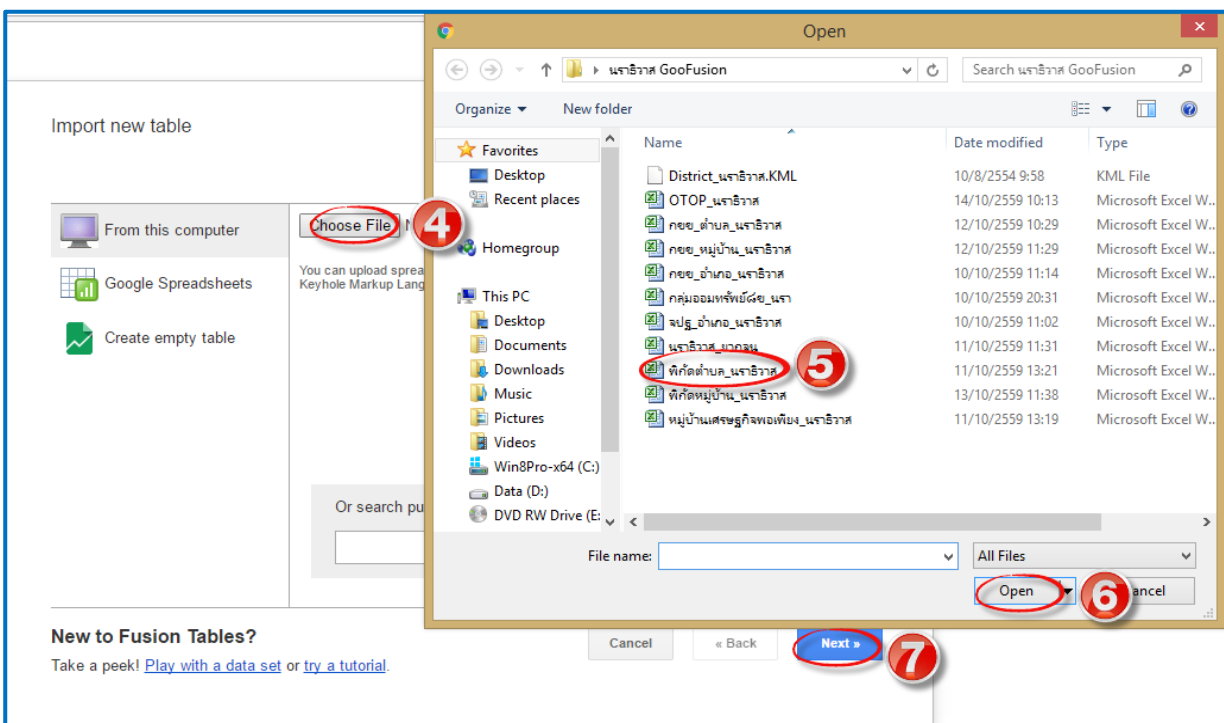 Open
นราธิวาส GooFusion
Search นราธิวาส GooFusion
Organize
New folder
Import new table
From this computer
Google Spreadsheets
Create empty table
Choose File
4
You can upload sprea
Keyhole Markup Lang
Or search pu
Favorites
Desktop
Recent places
Homegroup
This PC
Desktop
Documents
Downloads
Music
Pictures
Videos
Win8Pro-x64 (C:)
Data (D:)
DVD RW Drive (E:
Name Date modified Type
District_นราธิวาส.KML 10/8/2554 9:58 KML File
OTOP_นราธิวาส 14/10/2559 10:13 Microsoft Excel W...
กชช_ตำบล_นราธิวาส 12/10/2559 10:29 Microsoft Excel W...
กชช_หมู่บ้าน_นราธิวาส 12/10/2559 11:29 Microsoft Excel W...
กชช_อำเภอ_นราธิวาส 10/10/2559 11:14 Microsoft Excel W...
กลุ่มออมทรัพย์ฯ_นรา 10/10/2559 20:31 Microsoft Excel W...
จปฐ_อำเภอ_นราธิวาส 10/10/2559 11:02 Microsoft Excel W...
นราธิวาส_ยากจน 11/10/2559 11:31 Microsoft Excel W...
พิกัดตำบล_นราธิวาส 5 11/10/2559 13:21 Microsoft Excel W...
พิกัดหมู่บ้าน_นราธิวาส 13/10/2559 11:38 Microsoft Excel W...
หมู่บ้านเศรษฐกิจพอเพียง_นราธิวาส 11/10/2559 13:19 Microsoft Excel W...
File name: All Files
Open 6 ancel
New to Fusion Tables?
Take a peek! Play with a data set or try a tutorial.
Cancel « Back Next » 7